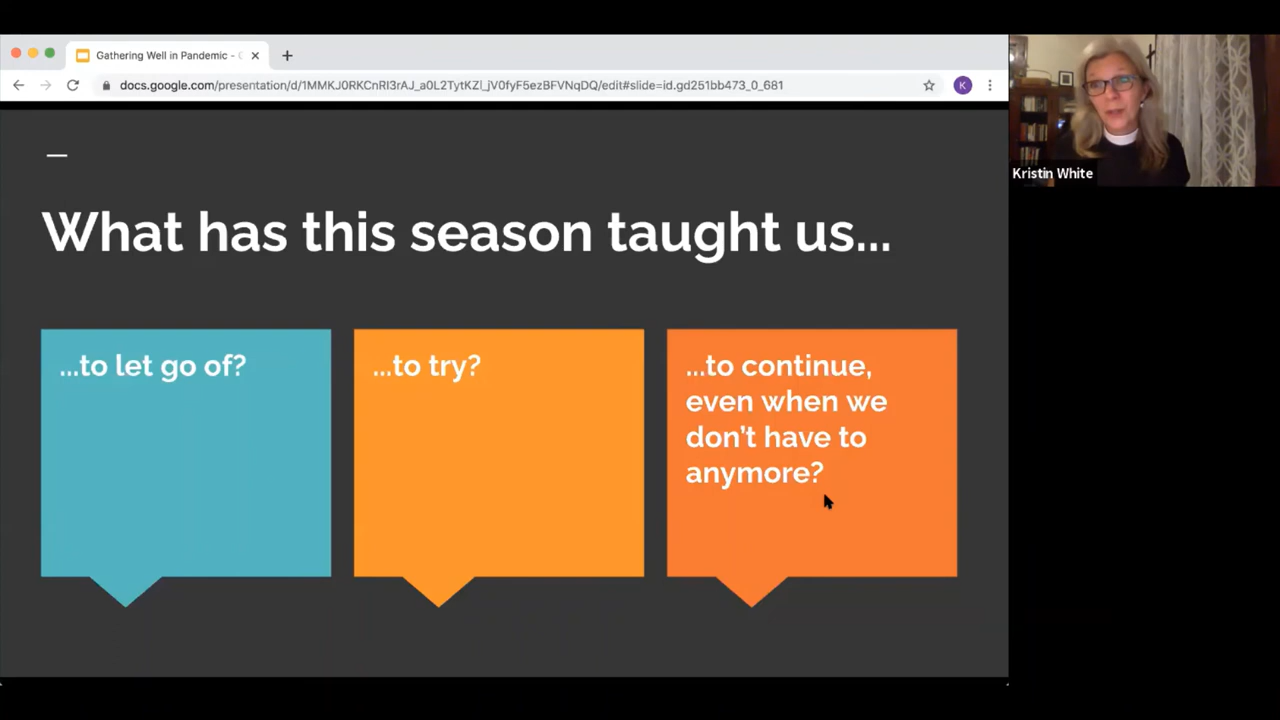 Gathering Well in Pandemic - G
docs.google.com/presentation/d/1MMKJ0RKCnRI3rAJ_a0L2TytKZl_jV0fyF5ezBFVNqDQ/edit#slide=id.gd251bb473_0_681
K
Kristin White
What has this season taught us...
...to let go of?
...to try?
...to continue,
even when we
don't have to
anymore?